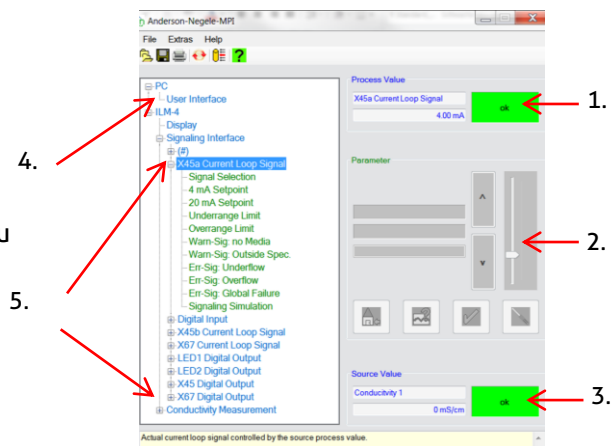 Anderson-Negele-MPI
File Extras Help
PC
User Interface
ILM-4
Display
Signaling Interface
(#)
X45a Current Loop Signal
Signal Selection
4 mA Setpoint
20 mA Setpoint
Underrange Limit
Overrange Limit
Warn-Sig: no Media
Warn-Sig: Outside Spec.
Err-Sig: Underflow
Err-Sig: Overflow
Err-Sig: Global Failure
Signaling Simulation
Digital Input
X45b Current Loop Signal
X67 Current Loop Signal
LED1 Digital Output
LED2 Digital Output
X45 Digital Output
X67 Digital Output
Conductivity Measurement
Process Value
X45a Current Loop Signal
4.00 mA
ok
Parameter
Source Value
Conductivity 1
0 mS/cm
ok
Actual current loop signal controlled by the source process value.
1.
2.
3.
4.
5.